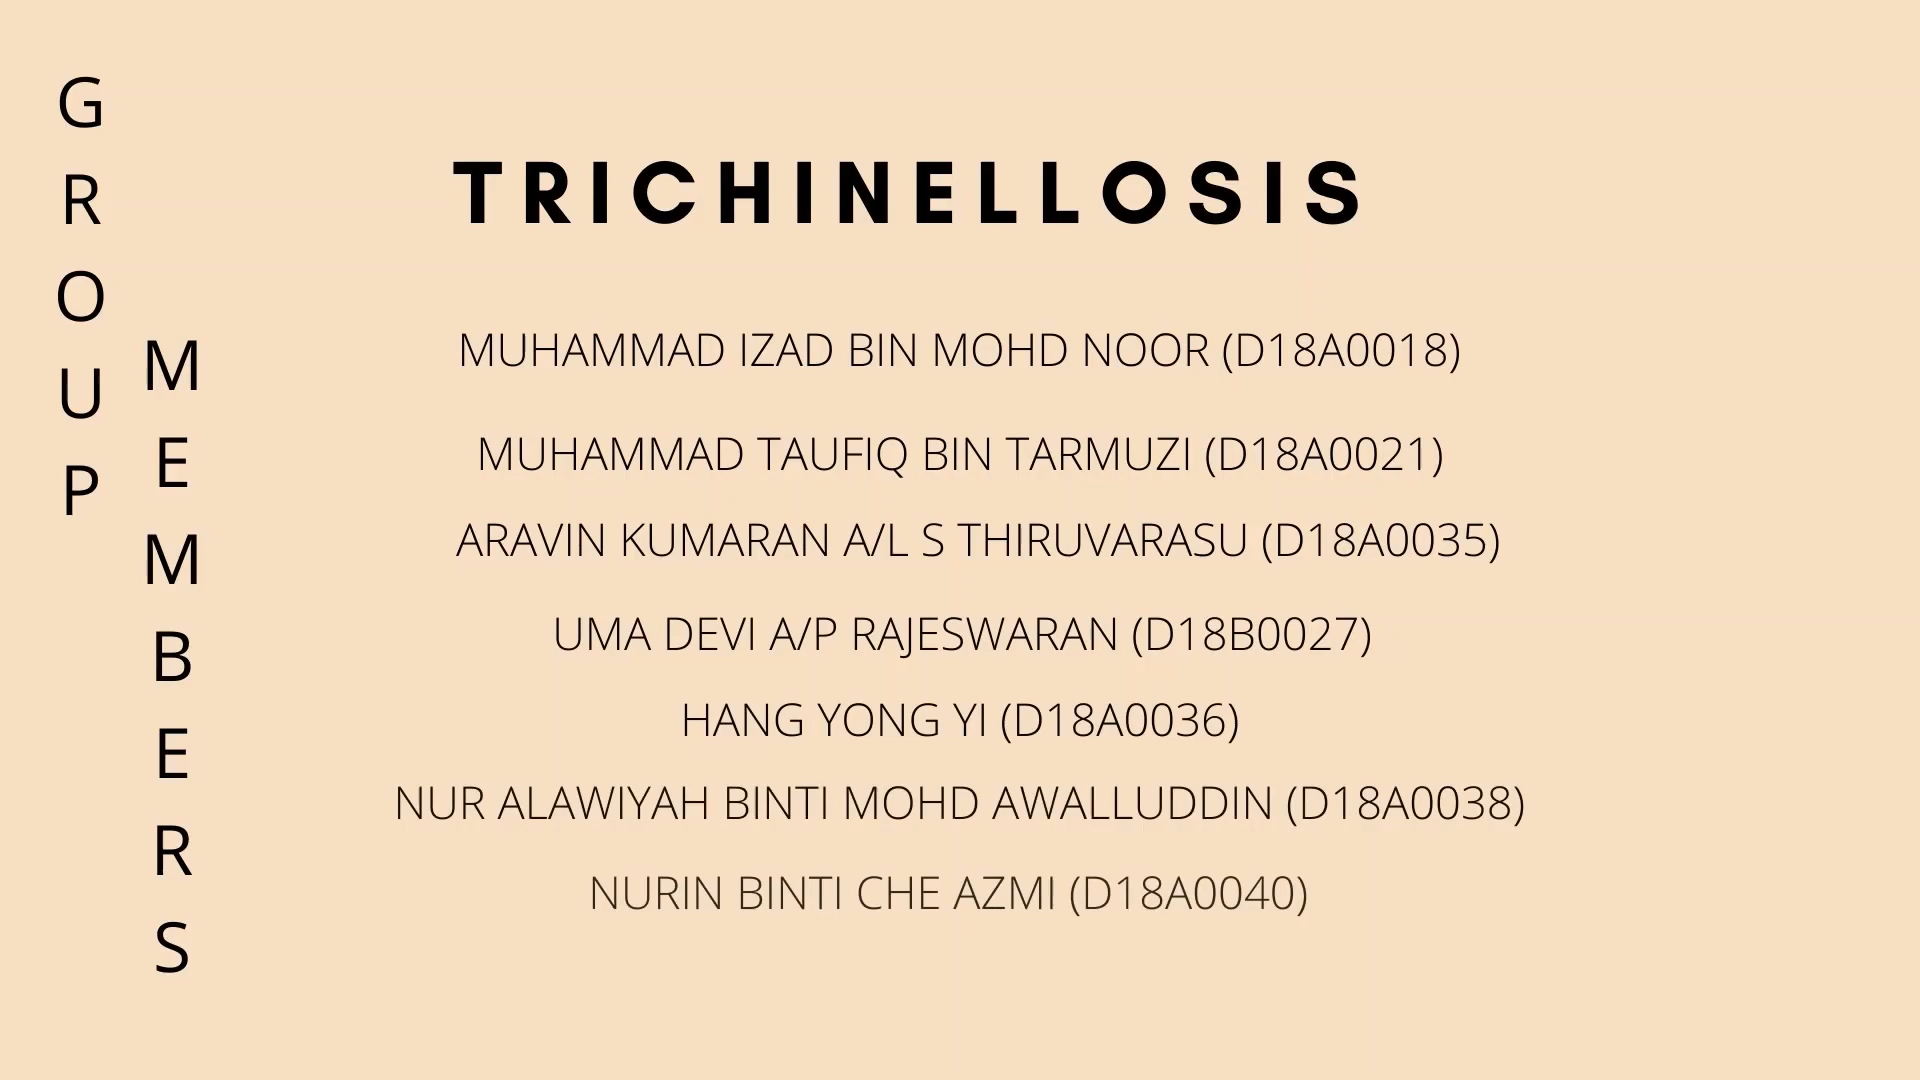 GROUP
MEMBERS
TRICHINELLOSIS
MUHAMMAD IZAD BIN MOHD NOOR (D18A0018)
MUHAMMAD TAUFIQ BIN TARMUZI (D18A0021)
ARAVIN KUMARAN A/L S THIRUVARASU (D18A0035)
UMA DEVI A/P RAJESWARAN (D18B0027)
HANG YONG YI (D18A0036)
NUR ALAWIYAH BINTI MOHD AWALLUDDIN (D18A0038)
NURIN BINTI CHE AZMI (D18A0040)